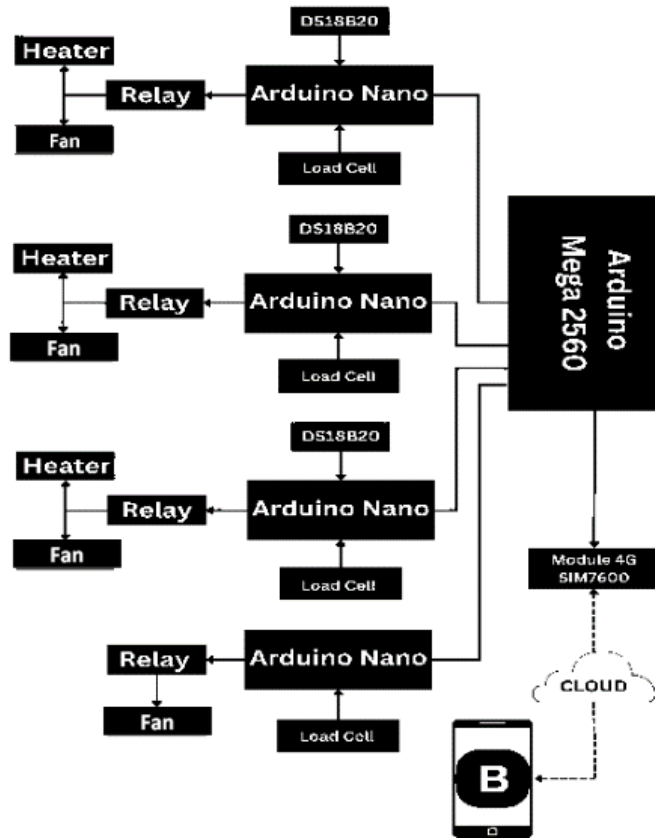 DS18B20
Heater
Relay
Arduino Nano
Fan
Load Cell
DS18B20
Heater
Relay
Arduino Nano
Fan
Load Cell
DS18B20
Heater
Relay
Arduino Nano
Fan
Load Cell
Relay
Arduino Nano
Fan
Load Cell
Arduino
Mega 2560
Module 4G
SIM7600
CLOUD
B